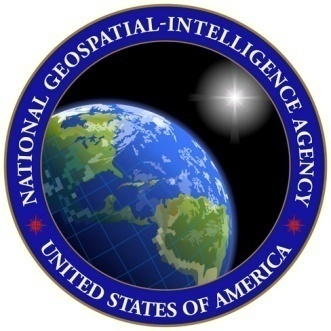 NATIONAL GEOSPATIAL-INTELLIGENCE AGENCY
UNITED STATES OF AMERICA